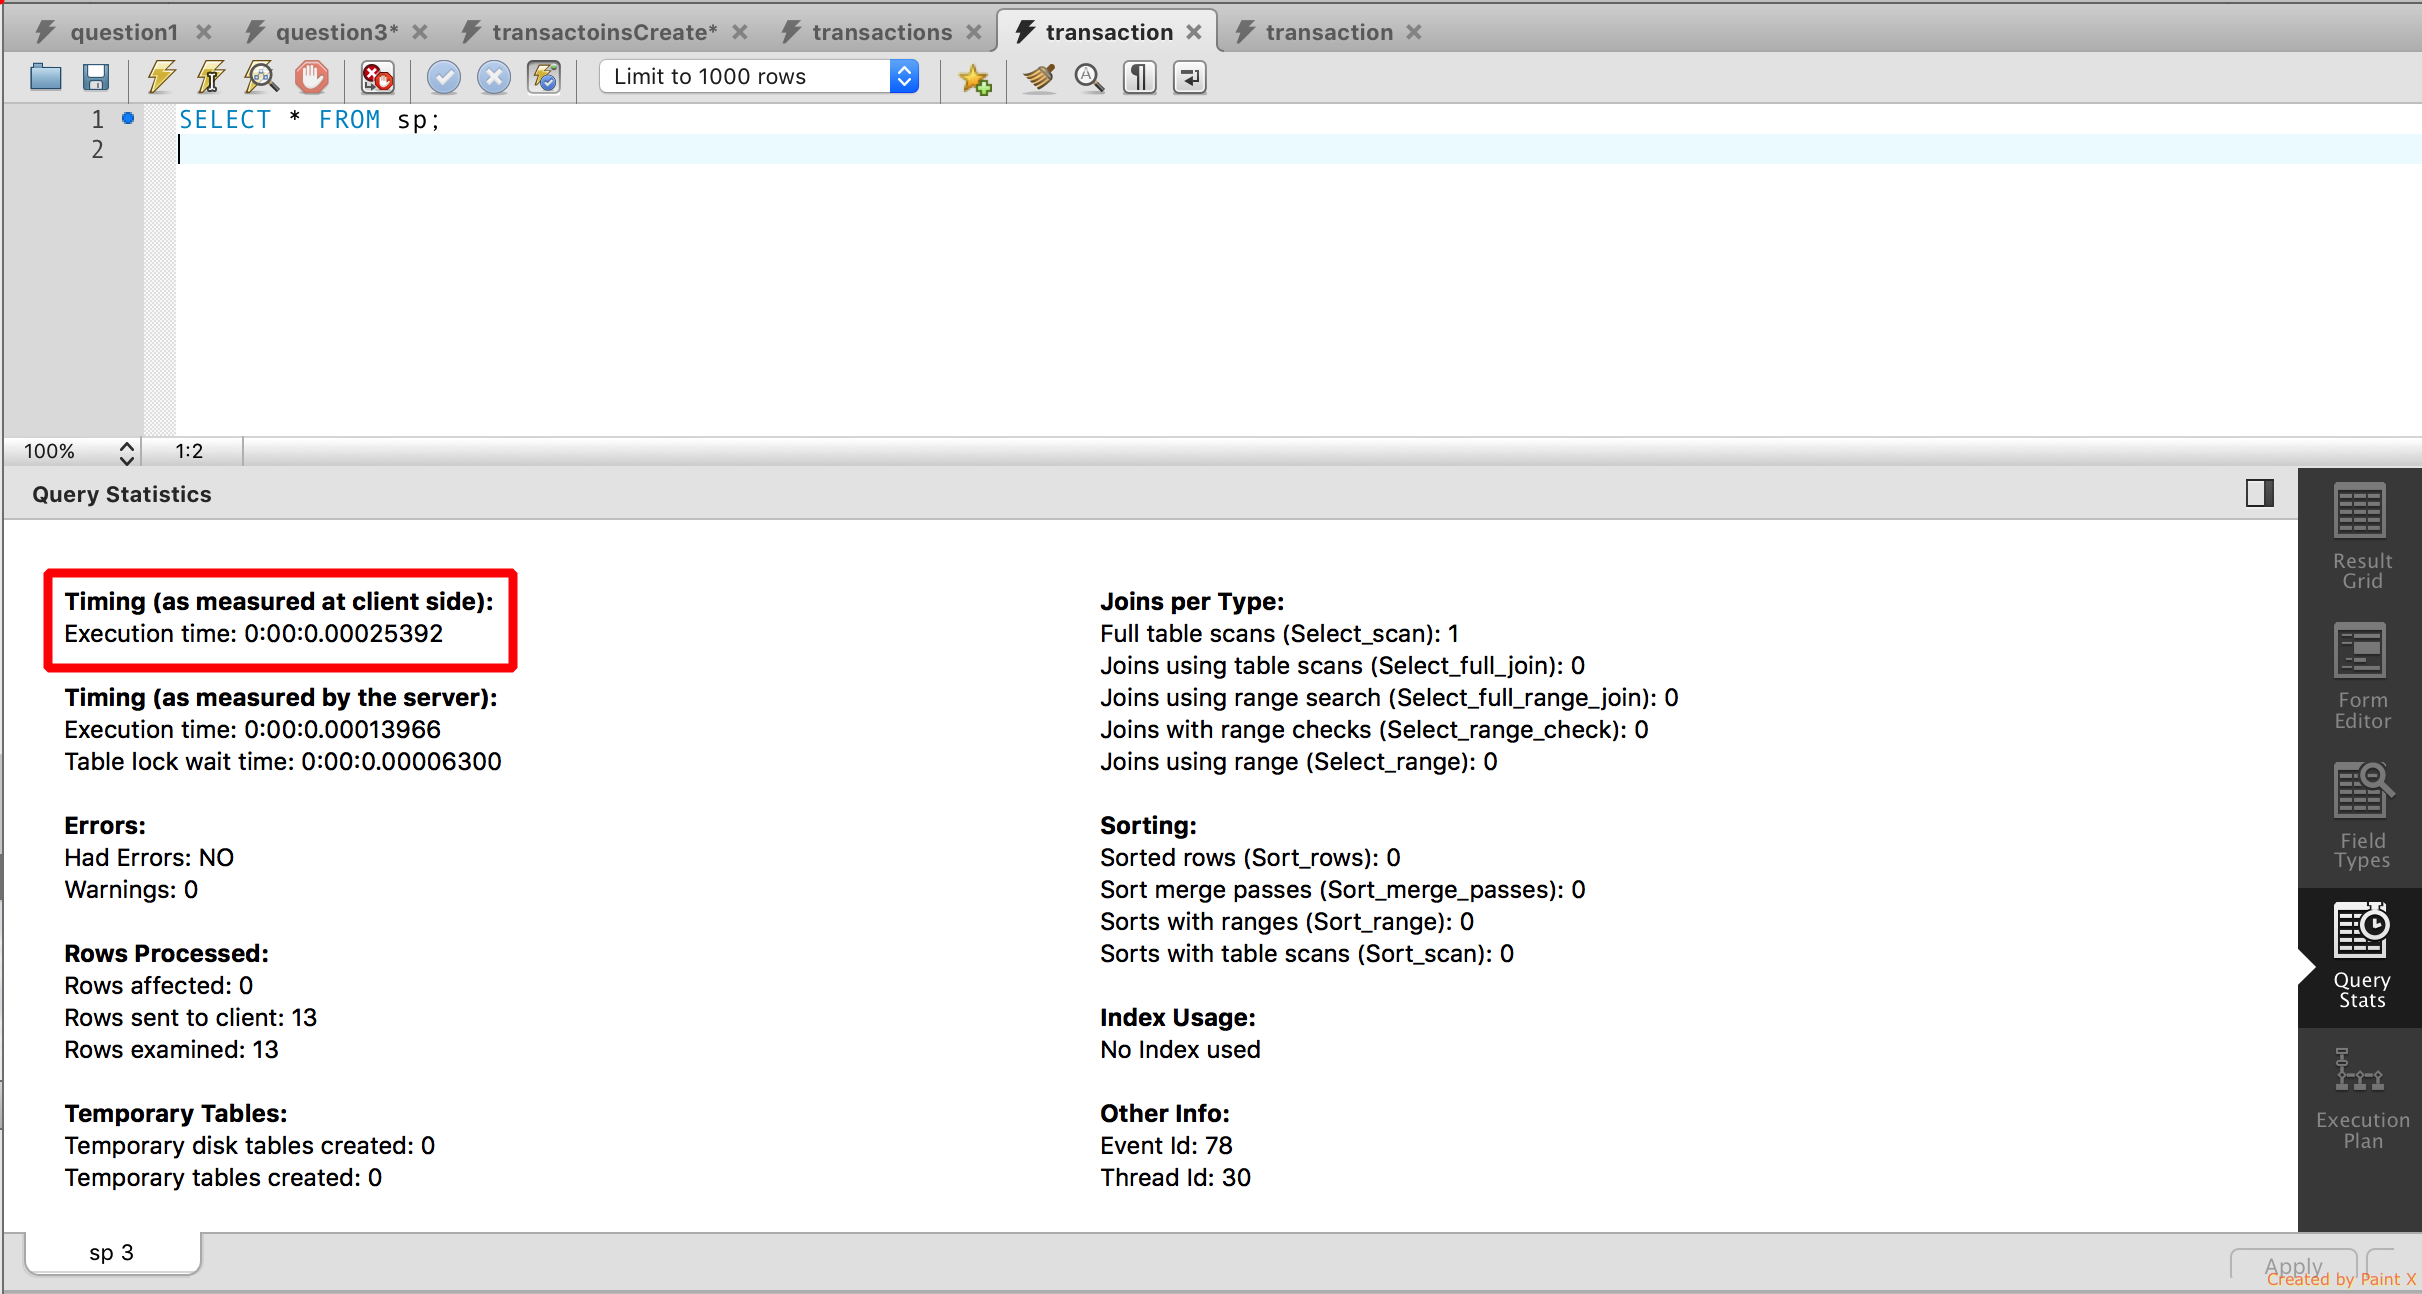 question1 question3* transactoinsCreate* transactions transaction transaction
Limit to 1000 rows
1 SELECT * FROM sp;
2
100% 1:2
Query Statistics
Timing (as measured at client side):
Execution time: 0:00:0.00025392
Timing (as measured by the server):
Execution time: 0:00:0.00013966
Table lock wait time: 0:00:0.00006300
Errors:
Had Errors: NO
Warnings: 0
Rows Processed:
Rows affected: 0
Rows sent to client: 13
Rows examined: 13
Temporary Tables:
Temporary disk tables created: 0
Temporary tables created: 0
Joins per Type:
Full table scans (Select_scan): 1
Joins using table scans (Select_full_join): 0
Joins using range search (Select_full_range_join): 0
Joins with range checks (Select_range_check): 0
Joins using range (Select_range): 0
Sorting:
Sorted rows (Sort_rows): 0
Sort merge passes (Sort_merge_passes): 0
Sorts with ranges (Sort_range): 0
Sorts with table scans (Sort_scan): 0
Index Usage:
No Index used
Other Info:
Event Id: 78
Thread Id: 30
Result
Grid
Form
Editor
Field
Types
Query
Stats
Execution
Plan
sp 3
Apply
Created by Paint X